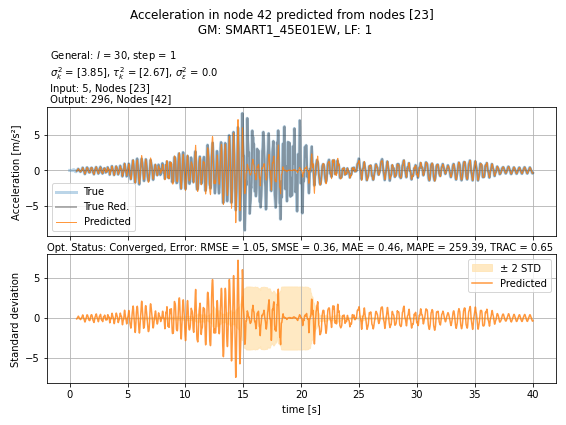 Acceleration in node 42 predicted from nodes [23]
GM: SMART1_45E01EW, LF: 1
General: l = 30, step = 1
σ²ₖ = [3.85], τ²ₖ = [2.67], σ²ε = 0.0
Input: 5, Nodes [23]
Output: 296, Nodes [42]
Acceleration [m/s²]
5
0
−5
True
True Red.
Predicted
Opt. Status: Converged, Error: RMSE = 1.05, SMSE = 0.36, MAE = 0.46, MAPE = 259.39, TRAC = 0.65
Standard deviation
5
0
−5
± 2 STD
Predicted
0 5 10 15 20 25 30 35 40
time [s]